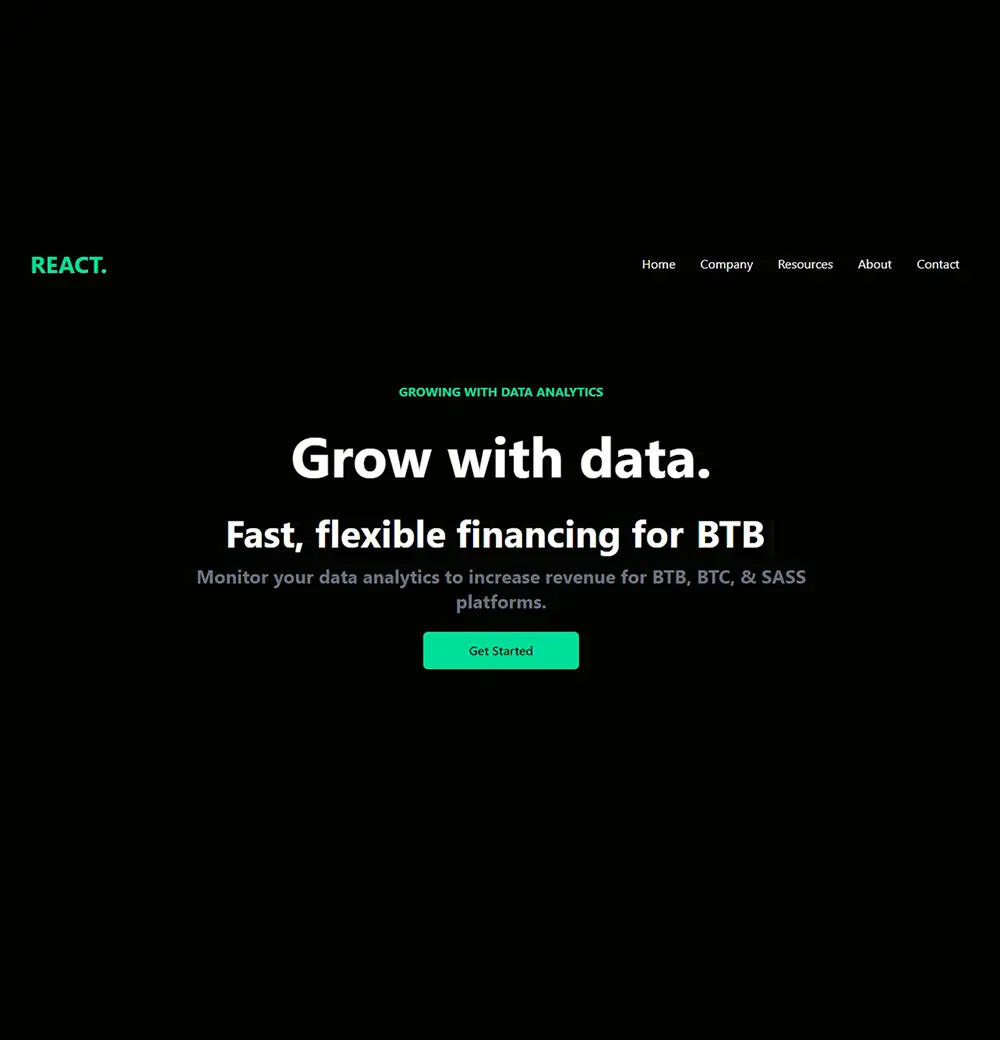 REACT.
Home Company Resources About Contact
GROWING WITH DATA ANALYTICS
Grow with data.
Fast, flexible financing for BTB
Monitor your data analytics to increase revenue for BTB, BTC, & SASS
platforms.
Get Started